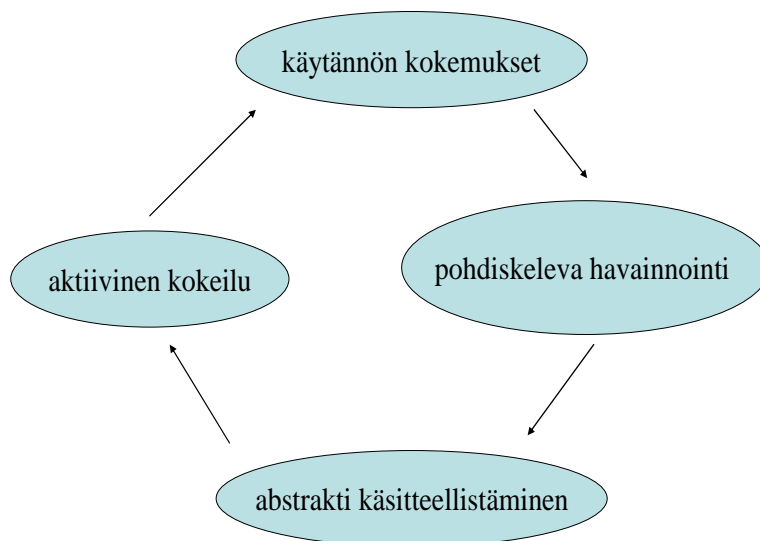 käytännön kokemukset
aktiivinen kokeilu
pohdiskeleva havainnointi
abstrakti käsitteellistäminen